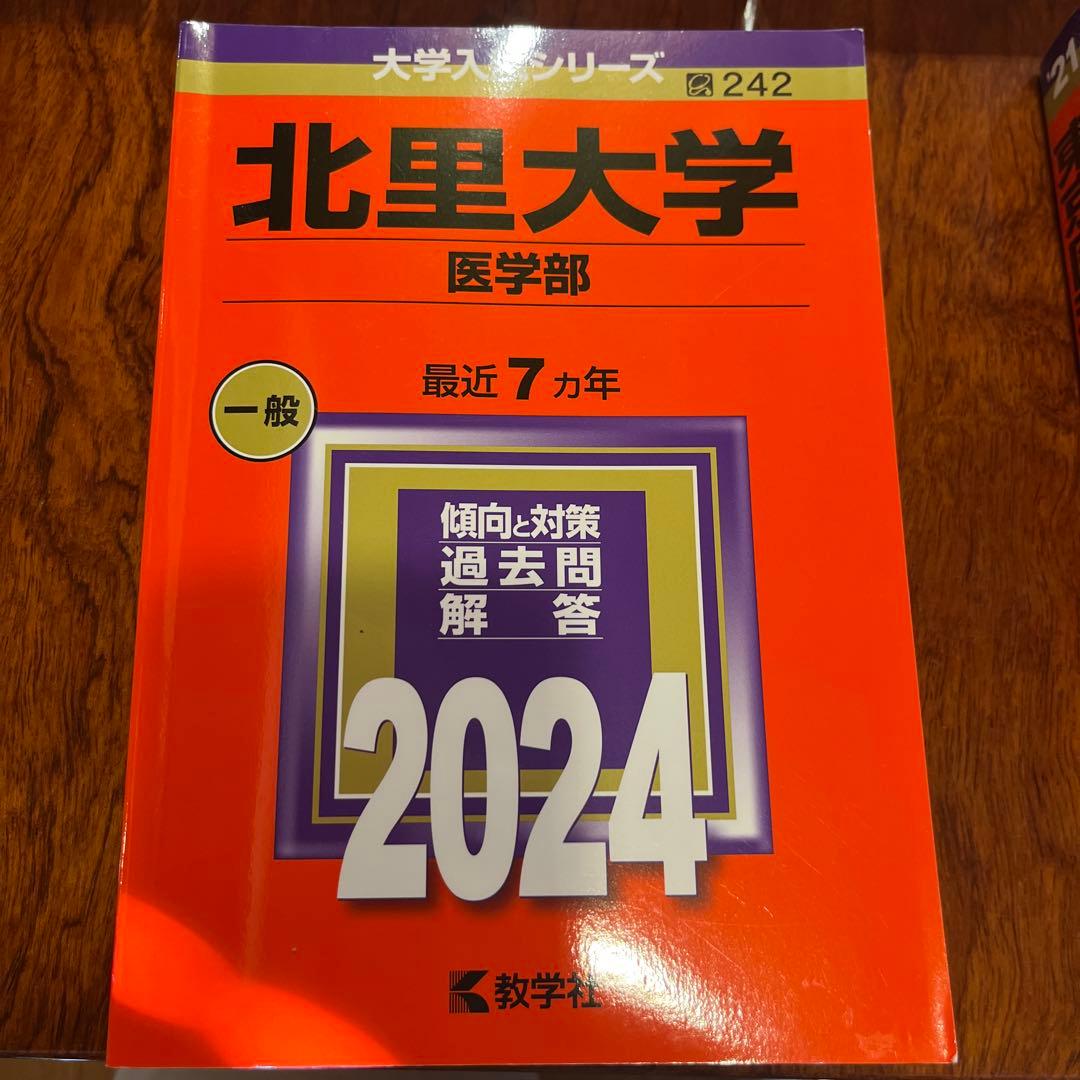 大学入シリーズ
242
北里大学
医学部
最近7カ年
一般
傾向と対策
過去問
解答
2024
教学社
'21